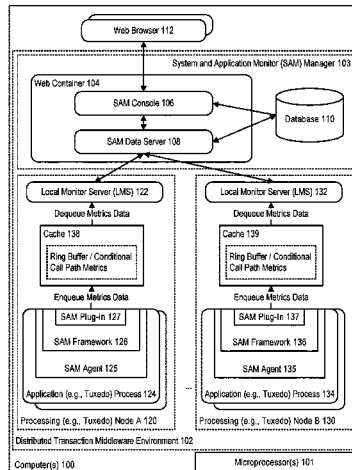 Web Browser 112
System and Application Monitor (SAM) Manager 103
Web Container 104
SAM Console 106
Database 110
SAM Data Server 108
Local Monitor Server (LMS) 122
Local Monitor Server (LMS) 132
Dequeue Metrics Data
Dequeue Metrics Data
Cache 138
Cache 139
Ring Buffer / Conditional
Call Path Metrics
Ring Buffer / Conditional
Call Path Metrics
Enqueue Metrics Data
Enqueue Metrics Data
SAM Plug-In 127
SAM Plug-In 137
SAM Framework 126
SAM Framework 136
SAM Agent 125
SAM Agent 135
Application (e.g., Tuxedo) Process 124
Application (e.g., Tuxedo) Process 134
...
Processing (e.g., Tuxedo) Node A 120
Processing (e.g., Tuxedo) Node B 130
Distributed Transaction Middleware Environment 102
Computer(s) 100
Microprocessor(s) 101